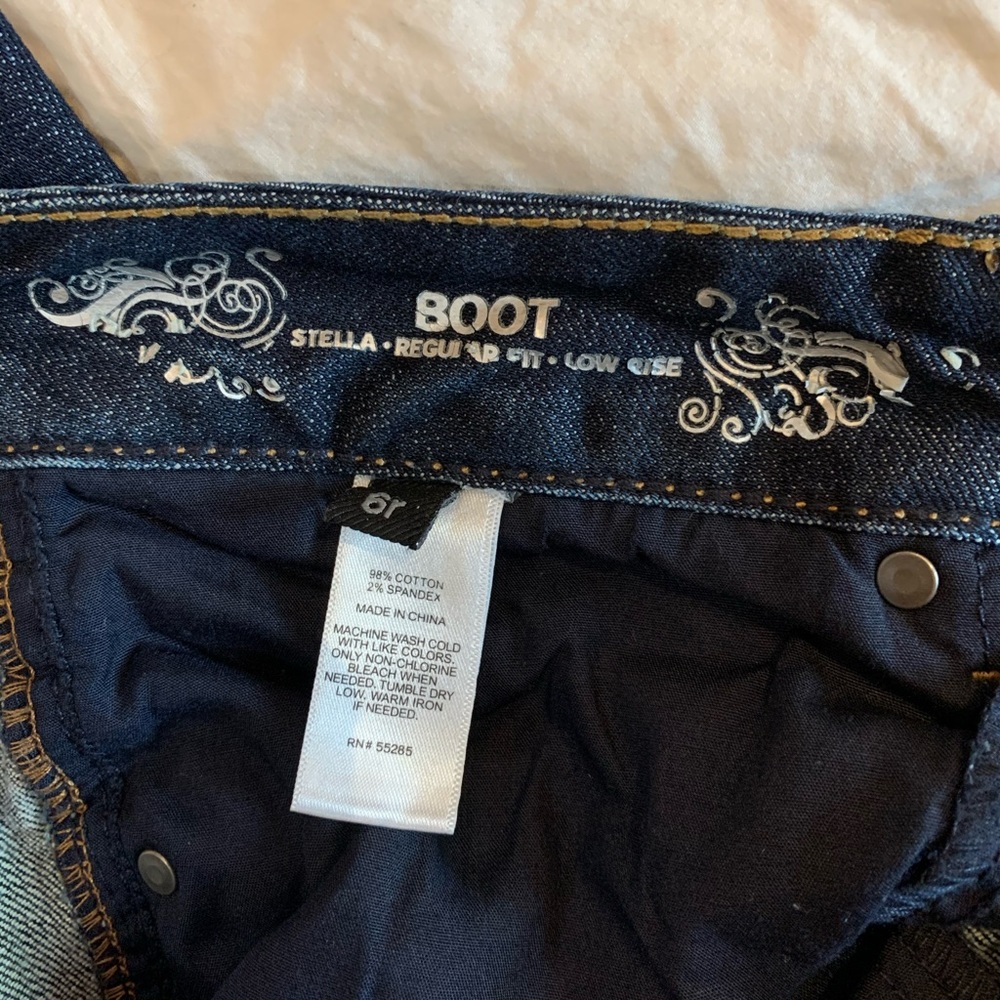 BOOT
STELLA • REGULAR FIT • LOW RISE
6r
98% COTTON
2% SPANDEX
MADE IN CHINA
MACHINE WASH COLD
WITH LIKE COLORS.
ONLY NON-CHLORINE
BLEACH WHEN
NEEDED. TUMBLE DRY
LOW. WARM IRON
IF NEEDED.
RN# 55285